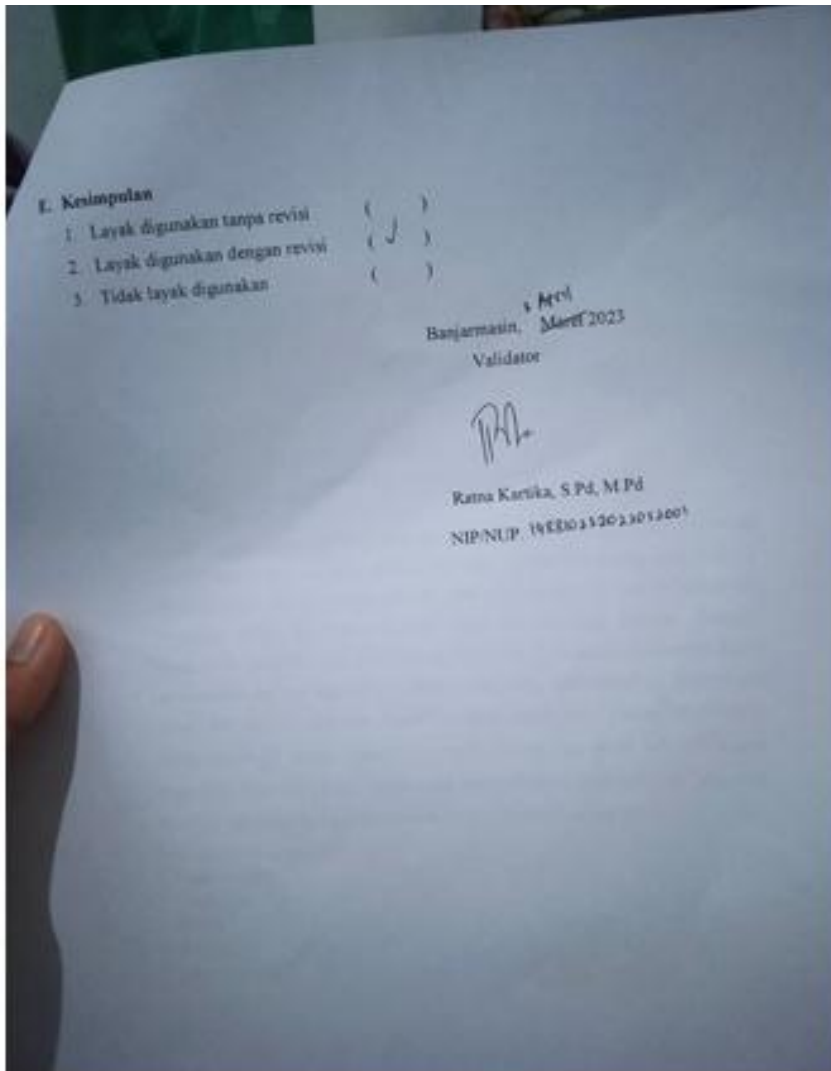 E. Kesimpulan
1. Layak digunakan tanpa revisi ( )
2. Layak digunakan dengan revisi ( √ )
3. Tidak layak digunakan ( )
April
Banjarmasin, Maret 2023
Validator
Ratna Kartika, S.Pd, M.Pd
NIP/NUP.